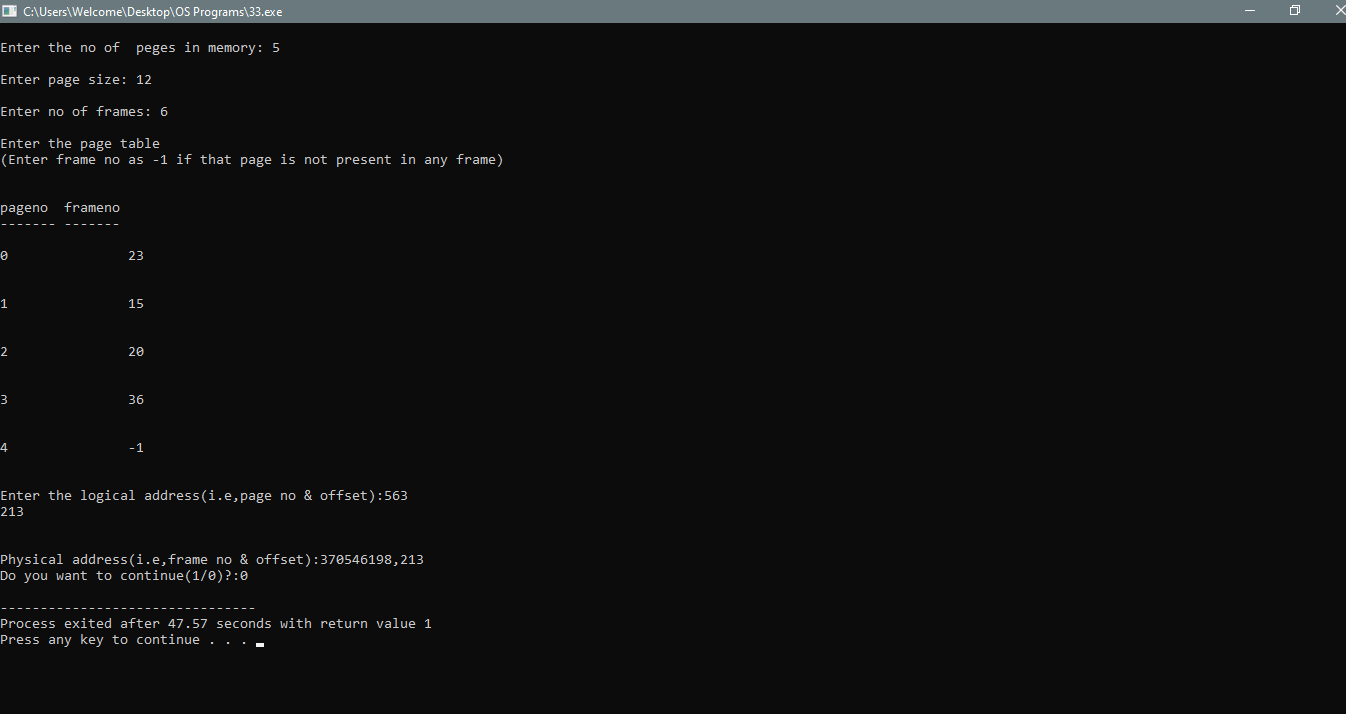 C:\Users\Welcome\Desktop\OS Programs\33.exe
Enter the no of  peges in memory: 5
Enter page size: 12
Enter no of frames: 6
Enter the page table
(Enter frame no as -1 if that page is not present in any frame)
pageno  frameno
------- -------
0               23
1               15
2               20
3               36
4               -1
Enter the logical address(i.e,page no & offset):563
213
Physical address(i.e,frame no & offset):370546198,213
Do you want to continue(1/0)?:0
--------------------------------
Process exited after 47.57 seconds with return value 1
Press any key to continue . . .